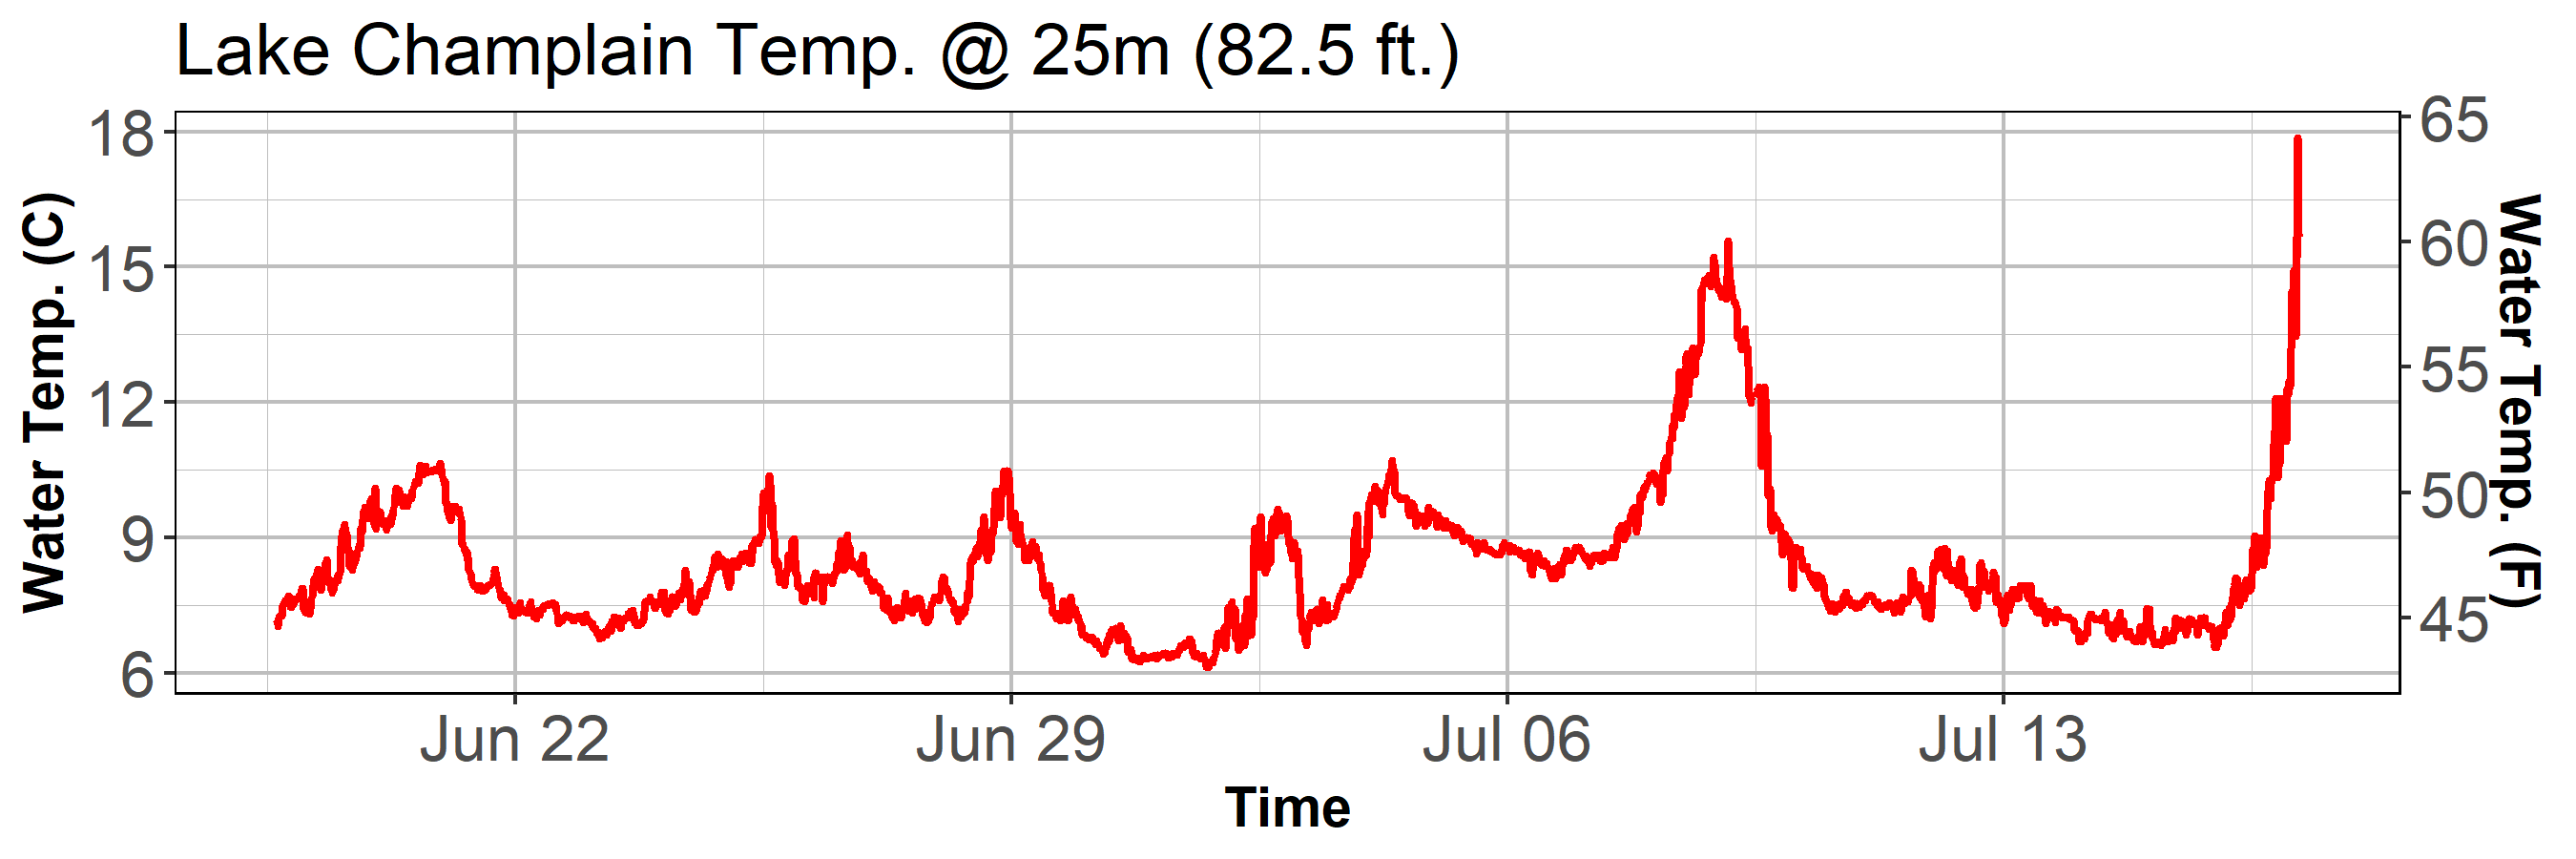 Lake Champlain Temp. @ 25m (82.5 ft.)
Water Temp. (C)
18
15
12
9
6
65
60
55
50
45
Water Temp. (F)
Jun 22
Jun 29
Jul 06
Jul 13
Time